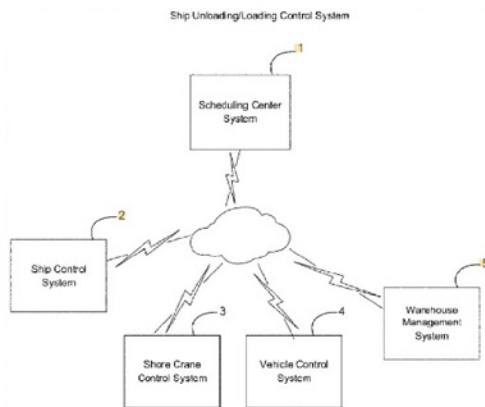 Ship Unloading/Loading Control System
1
Scheduling Center
System
2
Ship Control
System
3
Shore Crane
Control System
4
Vehicle Control
System
5
Warehouse
Management
System